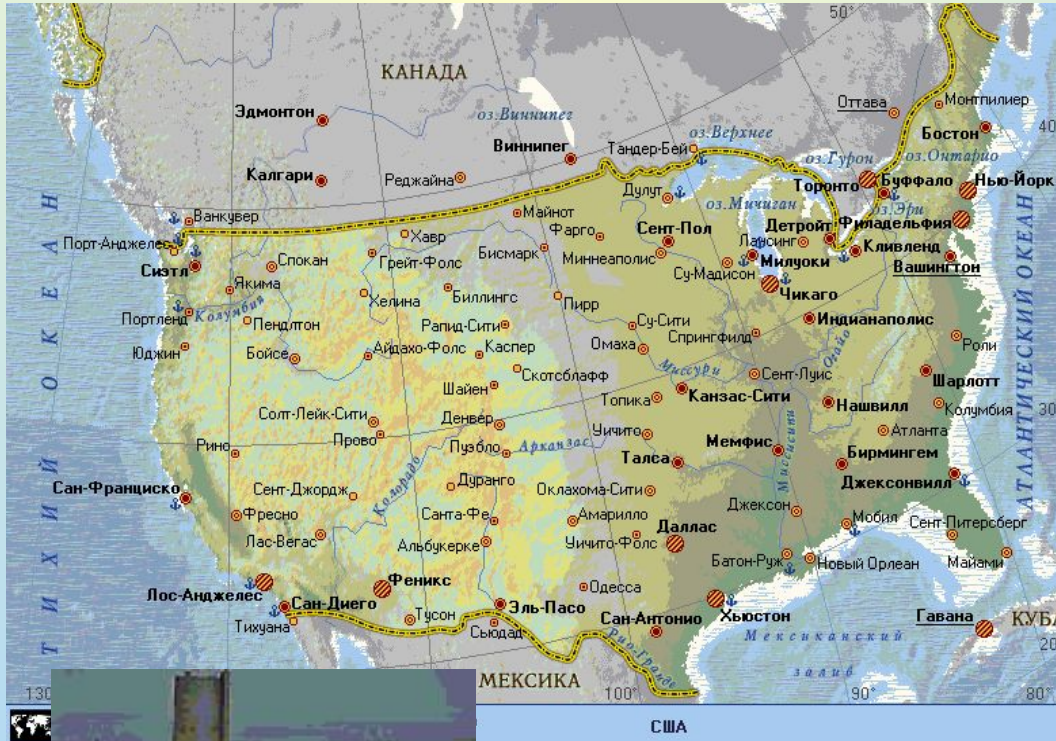 50°
КАНАДА
Эдмонтон
оз.Виннипег
Оттава
Монтпилиер
40
Виннипег
Тандер-Бей
оз.Верхнее
Бостон
Калгари
Реджайна
оз.Гурон
оз.Онтарио
Дулут
Торонто
Буффало
Нью-Йорк
Ванкувер
Майнот
оз.Мичиган
оз.Эри
Порт-Анджелес
Хавр
Фарго
Сент-Пол
Детройт
Филадельфия
Сиэтл
Спокан
Грейт-Фолс
Бисмарк
Миннеаполис
Лаусинг
Кливленд
Су-Мадисон
Милуоки
Вашингтон
Якима
Хелина
Биллингс
Пирр
Чикаго
Портленд
Колумбия
Пендлтон
Рапид-Сити
Су-Сити
Спрингфилд
Индианаполис
Роли
Юджин
Бойсе
Айдахо-Фолс
Каспер
Омаха
Огайо
Скотсблафф
Миссури
Сент-Луис
Шарлотт
Шайен
Топика
Канзас-Сити
Нашвилл
Колумбия
30
Солт-Лейк-Сити
Денвер
Уичито
Атланта
Рино
Прово
Пуэбло
Арканзас
Мемфис
Миссисипи
Бирмингем
Талса
Сан-Франциско
Сент-Джордж
Колорадо
Дуранго
Оклахома-Сити
Джексонвилл
Фресно
Санта-Фе
Амарилло
Джексон
Мобил
Сент-Питерсберг
Лас-Вегас
Альбукерке
Уичито-Фолс
Даллас
Батон-Руж
Новый Орлеан
Майами
Лос-Анджелес
Феникс
Одесса
Сан-Диего
Тусон
Эль-Пасо
Хьюстон
Гавана
КУБА
Тихуана
Сьюдад
Сан-Антонио
Мексиканский
залив
Рио-Гранде
МЕКСИКА
20
130
100°
90°
80°
ТИХИЙ ОКЕАН
АТЛАНТИЧЕСКИЙ ОКЕАН
США